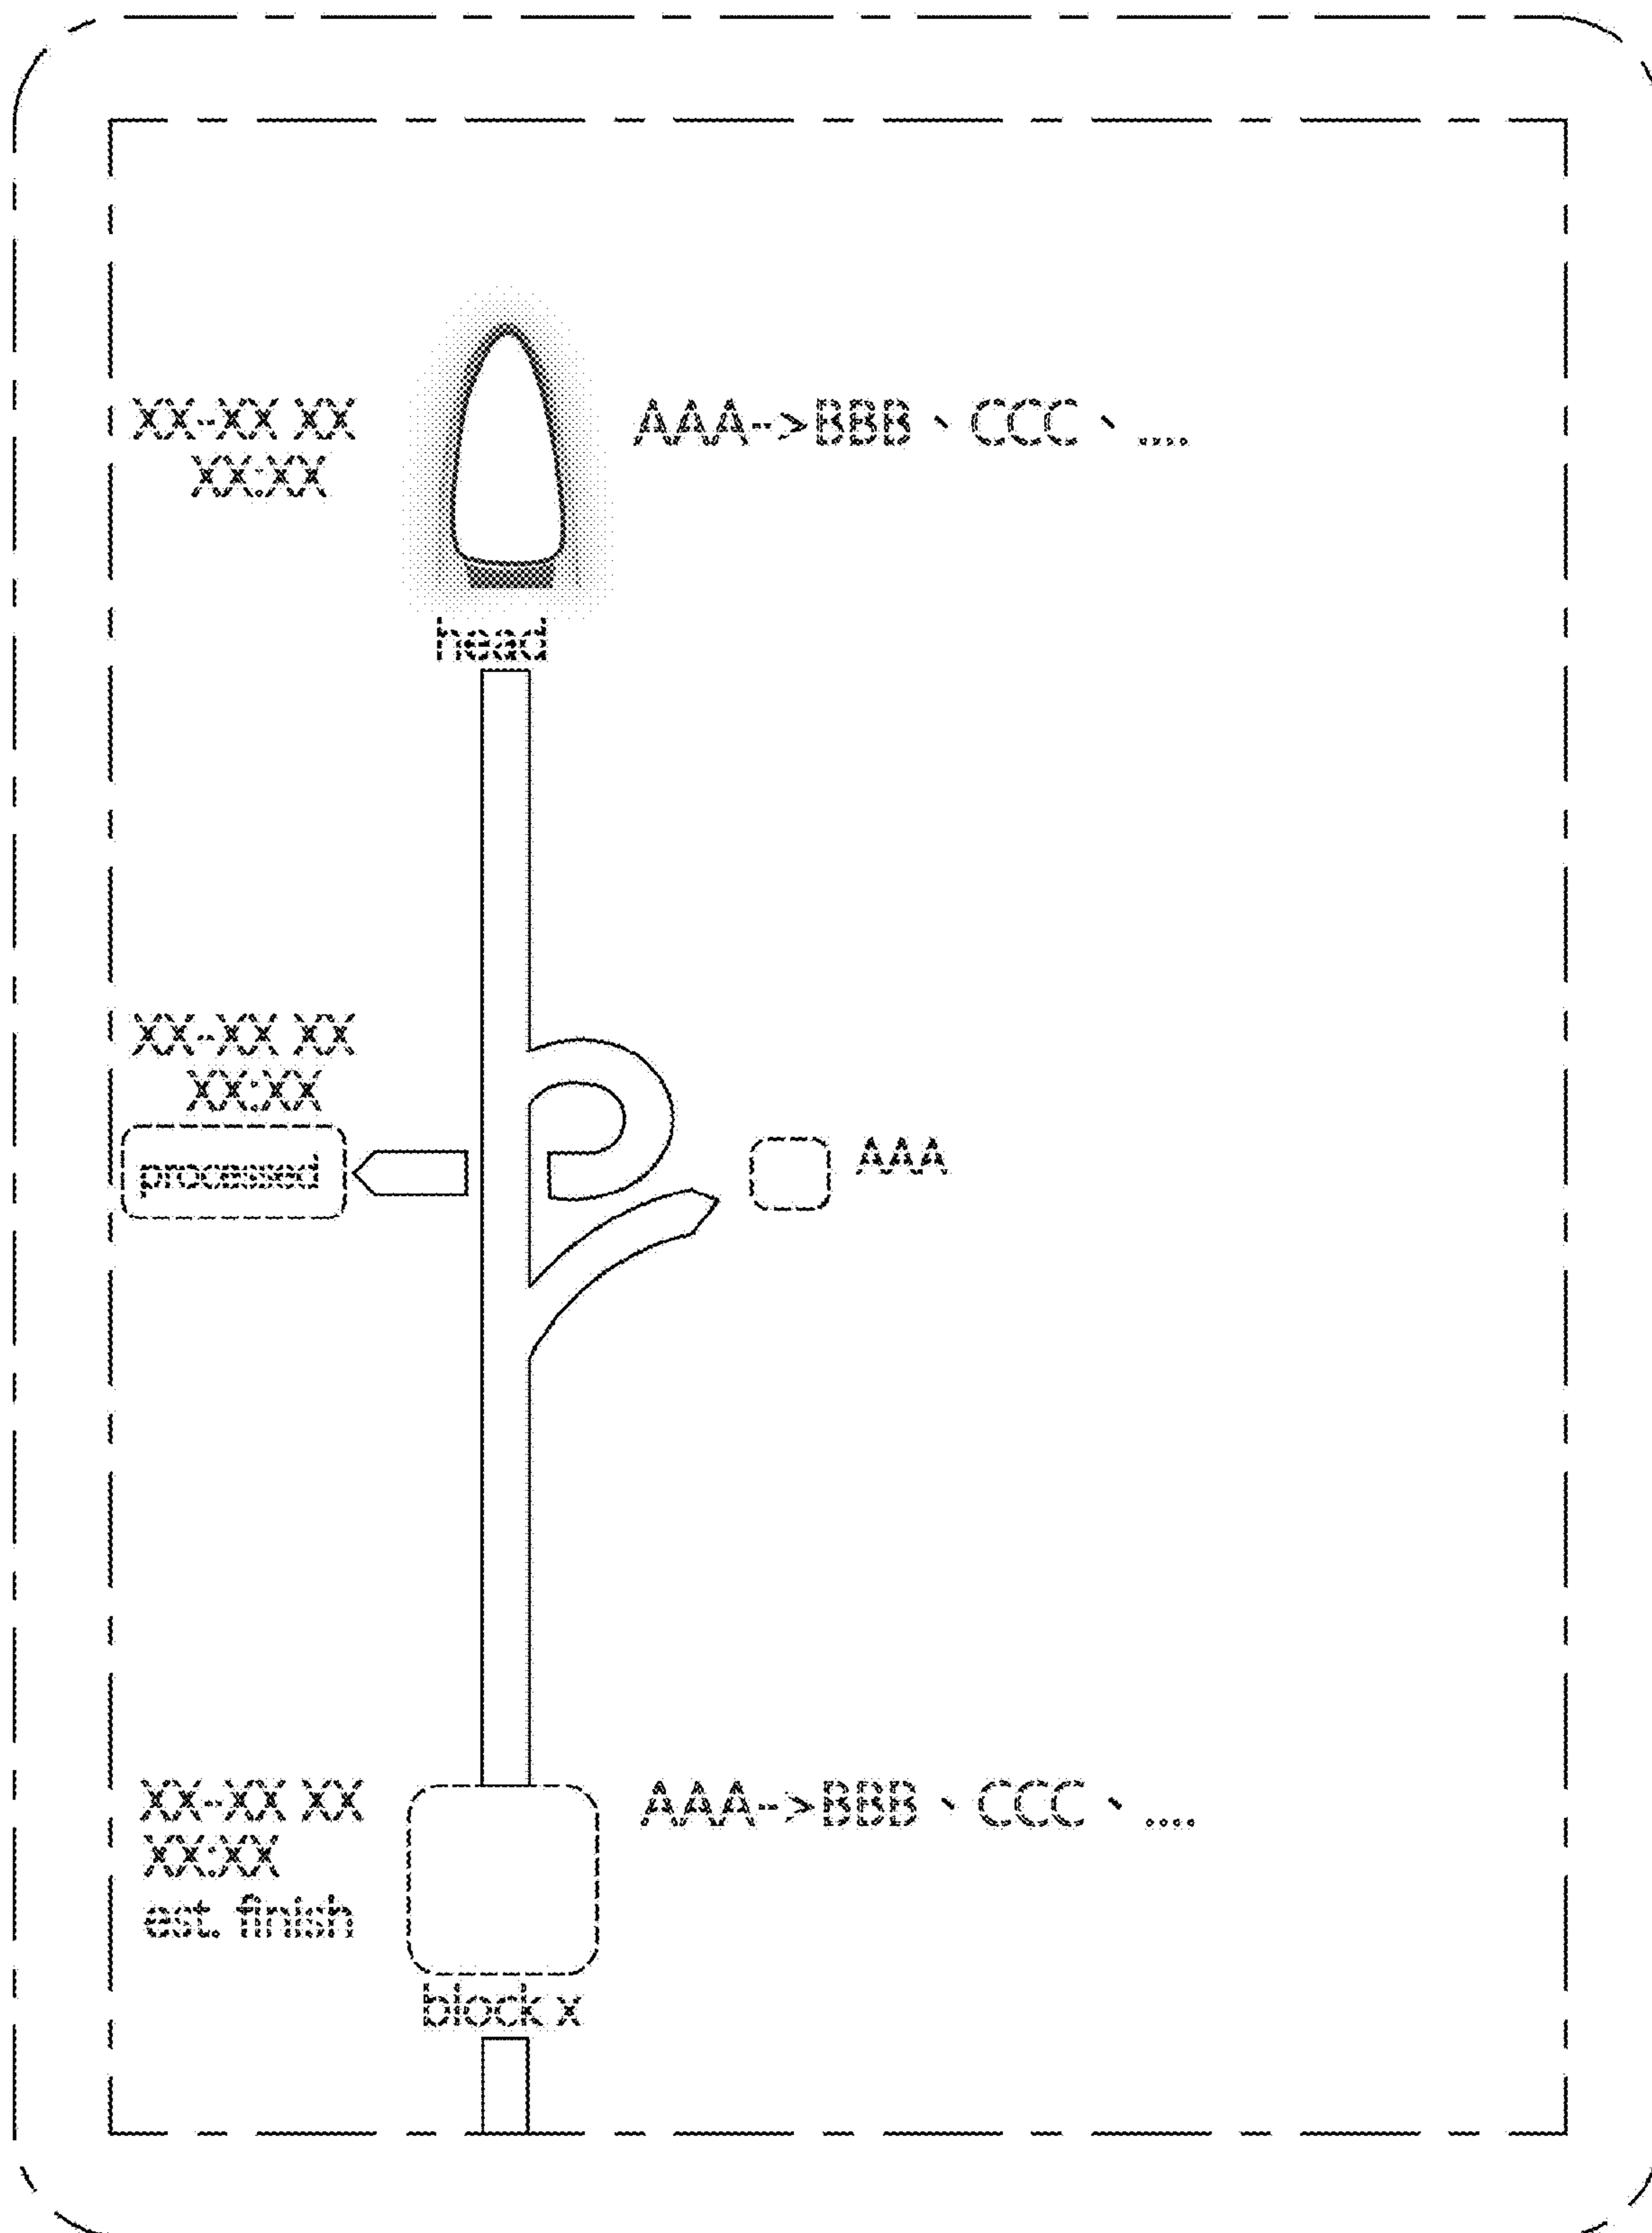 XX-XX XX
XX:XX
AAA-->BBB、CCC、....
head
XX-XX XX
XX:XX
processed
AAA
XX-XX XX
XX:XX
est. finish
AAA-->BBB、CCC、....
block x